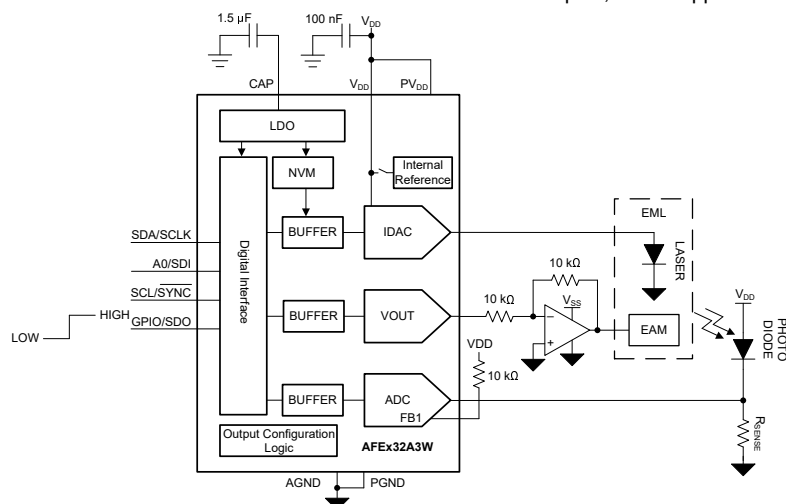 1.5 µF
100 nF
VDD
CAP
VDD
PVDD
LDO
NVM
Internal
Reference
EML
SDA/SCLK
BUFFER
IDAC
LASER
A0/SDI
Digital Interface
10 kΩ
SCL/SYNC
HIGH
LOW
GPIO/SDO
BUFFER
VOUT
10 kΩ
VSS
−
+
EAM
VDD
PHOTO
DIODE
VDD
10 kΩ
BUFFER
ADC
FB1
RSENSE
Output Configuration
Logic
AFEx32A3W
AGND
PGND